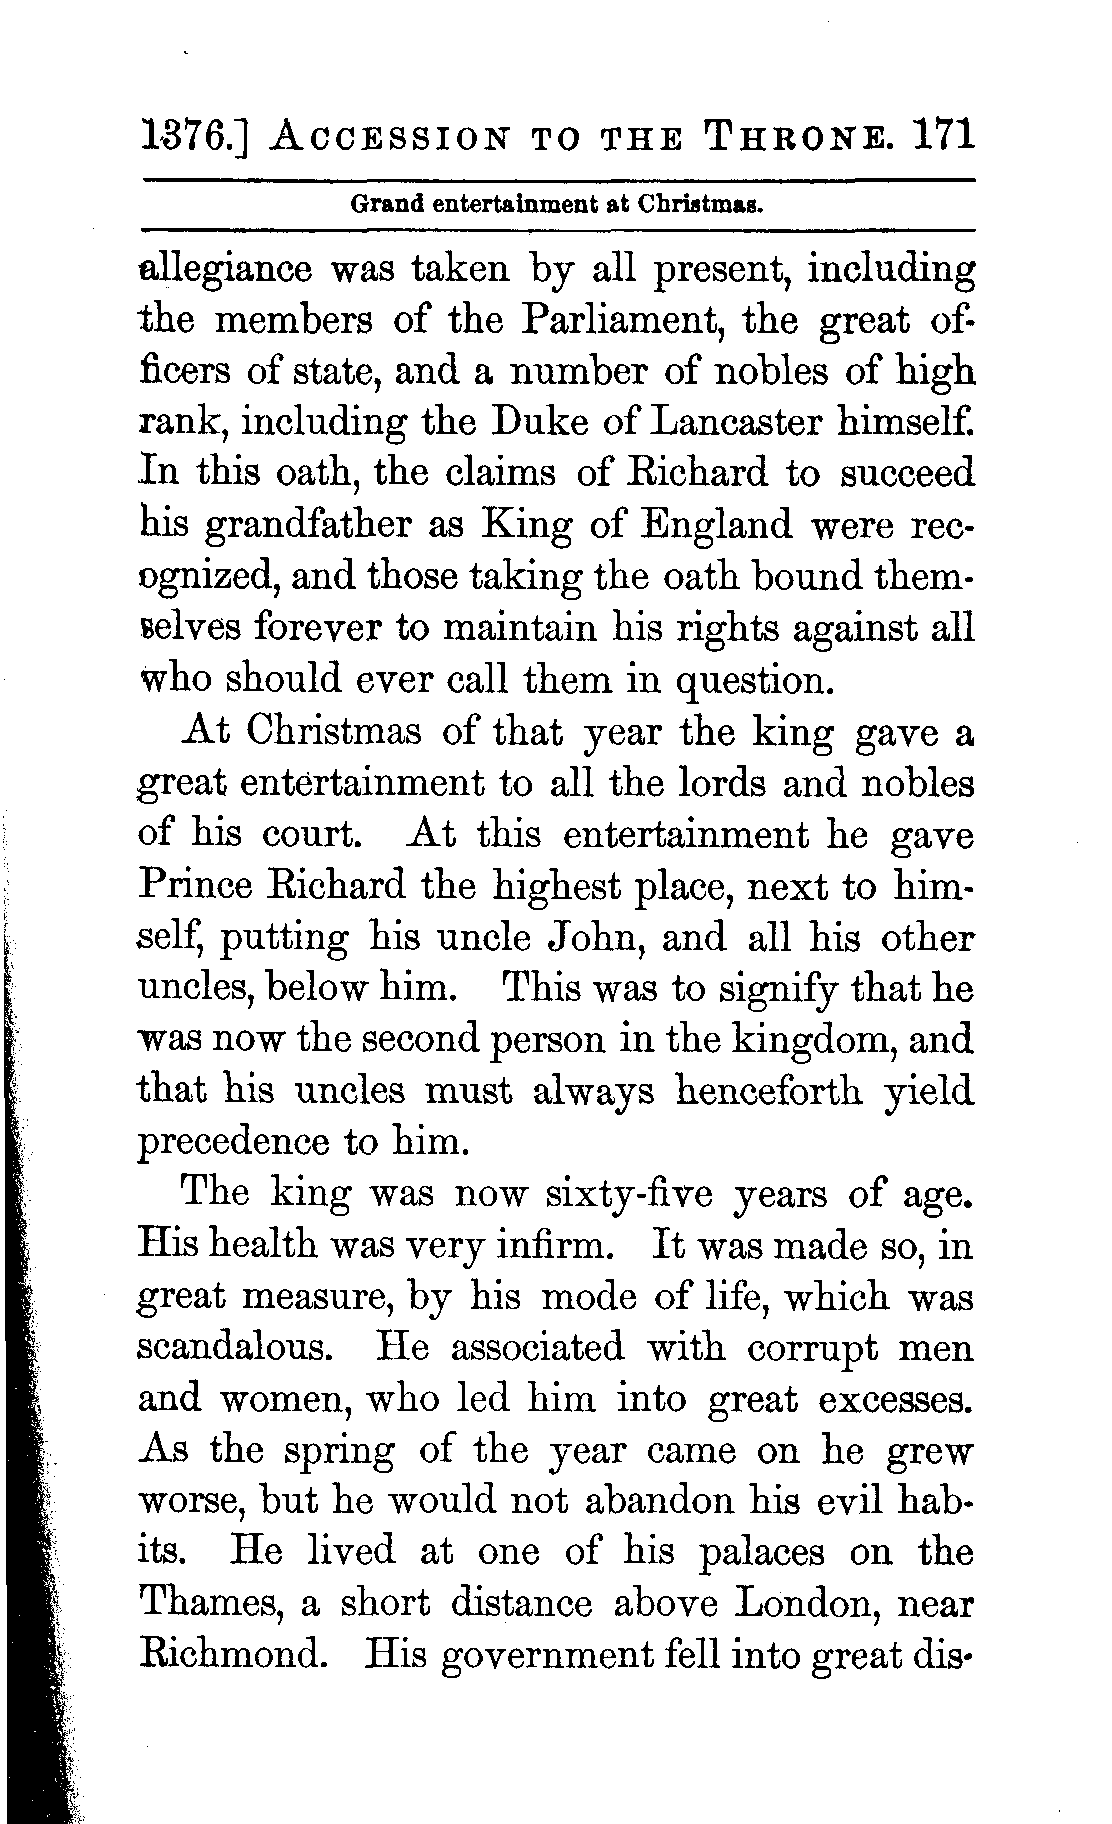 1376.] ACCESSION TO THE THRONE. 171
Grand entertainment at Christmas.
allegiance was taken by all present, including
the members of the Parliament, the great of-
ficers of state, and a number of nobles of high
rank, including the Duke of Lancaster himself.
In this oath, the claims of Richard to succeed
his grandfather as King of England were rec-
ognized, and those taking the oath bound them-
selves forever to maintain his rights against all
who should ever call them in question.
At Christmas of that year the king gave a
great entertainment to all the lords and nobles
of his court. At this entertainment he gave
Prince Richard the highest place, next to him-
self, putting his uncle John, and all his other
uncles, below him. This was to signify that he
was now the second person in the kingdom, and
that his uncles must always henceforth yield
precedence to him.
The king was now sixty-five years of age.
His health was very infirm. It was made so, in
great measure, by his mode of life, which was
scandalous. He associated with corrupt men
and women, who led him into great excesses.
As the spring of the year came on he grew
worse, but he would not abandon his evil hab-
its. He lived at one of his palaces on the
Thames, a short distance above London, near
Richmond. His government fell into great dis-